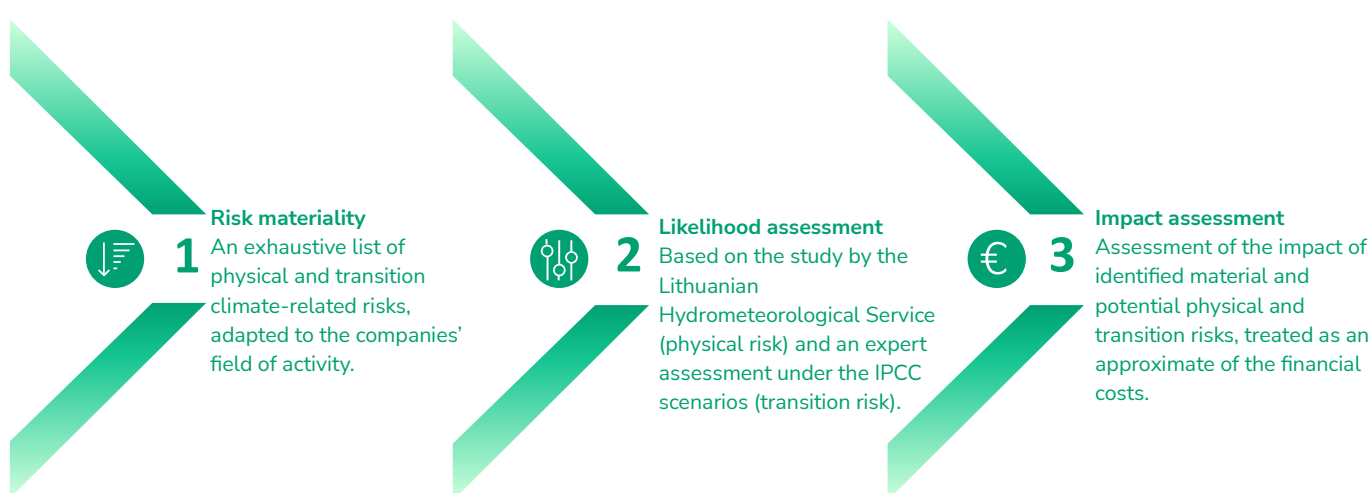 1
Risk materiality
An exhaustive list of
physical and transition
climate-related risks,
adapted to the companies’
field of activity.
2
Likelihood assessment
Based on the study by the
Lithuanian
Hydrometeorological Service
(physical risk) and an expert
assessment under the IPCC
scenarios (transition risk).
€
3
Impact assessment
Assessment of the impact of
identified material and
potential physical and
transition risks, treated as an
approximate of the financial
costs.